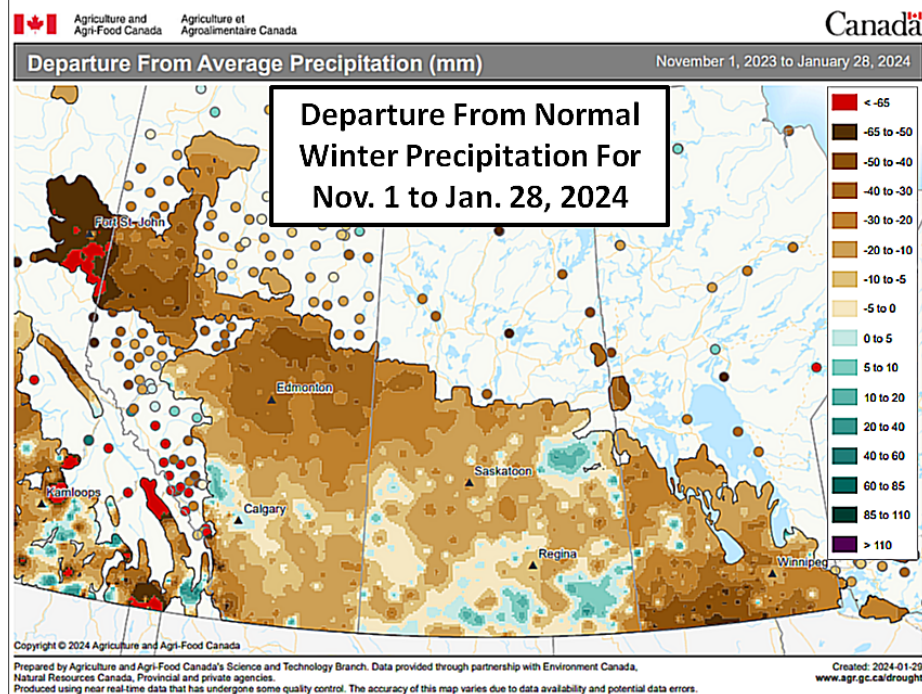 Agriculture and Agriculture et
Agri-Food Canada Agroalimentaire Canada
Canada
Departure From Average Precipitation (mm)
November 1, 2023 to January 28, 2024
Departure From Normal
Winter Precipitation For
Nov. 1 to Jan. 28, 2024
< -65
-65 to -50
-50 to -40
-40 to -30
-30 to -20
-20 to -10
-10 to -5
-5 to 0
0 to 5
5 to 10
10 to 20
20 to 40
40 to 60
60 to 85
85 to 110
> 110
Fort St. John
Edmonton
Saskatoon
Kamloops
Calgary
Regina
Winnipeg
Copyright © 2024 Agriculture and Agri-Food Canada
Prepared by Agriculture and Agri-Food Canada's Science and Technology Branch. Data provided through partnership with Environment Canada,
Natural Resources Canada, Provincial and private agencies.
Produced using near real-time data that has undergone some quality control. The accuracy of this map varies due to data availability and potential data errors.
Created: 2024-01-29
www.agr.gc.ca/drough